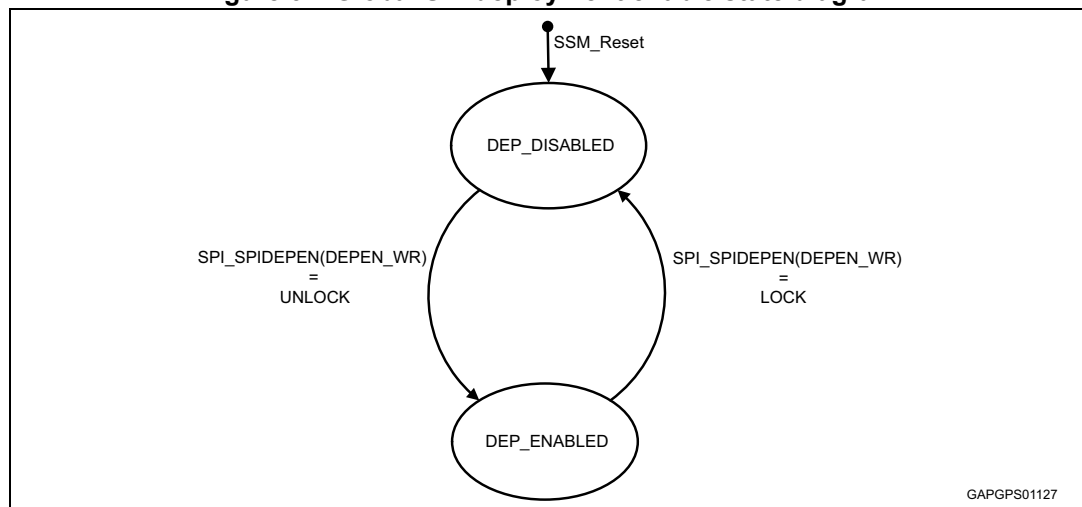 SSM_Reset
DEP_DISABLED
SPI_SPIDEPEN(DEPEN_WR)
=
UNLOCK
SPI_SPIDEPEN(DEPEN_WR)
=
LOCK
DEP_ENABLED
GAPGPS01127